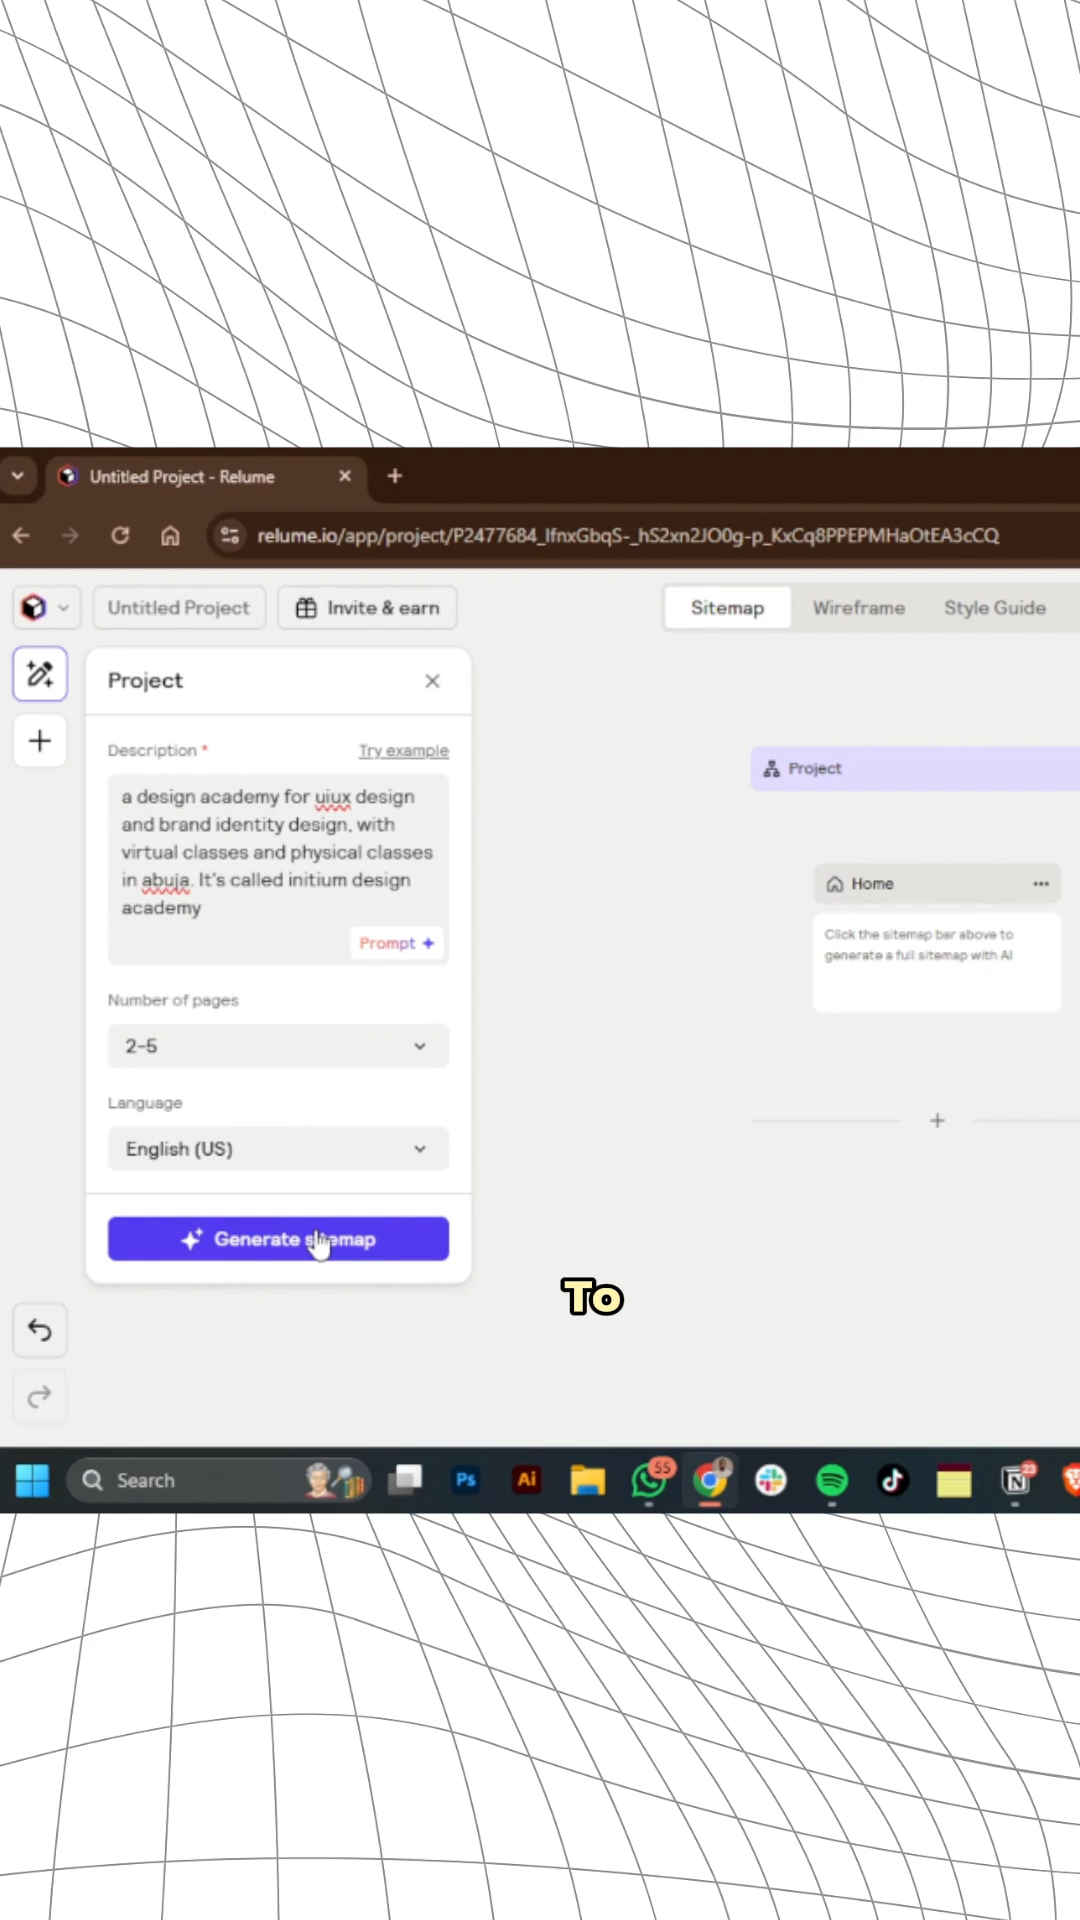 Untitled Project - Relume
relume.io/app/project/P2477684_IfnxGbqS-_hS2xn2JO0g-p_KxCq8PPEPMHaOtEA3cCQ
Untitled Project
Invite & earn
Sitemap
Wireframe
Style Guide
Project
Description *
Try example
a design academy for uiux design
and brand identity design, with
virtual classes and physical classes
in abuja. It's called initium design
academy
Prompt
Number of pages
2-5
Language
English (US)
Generate sitemap
Project
Home
Click the sitemap bar above to
generate a full sitemap with AI
To
Search
Ps
Ai
55
23